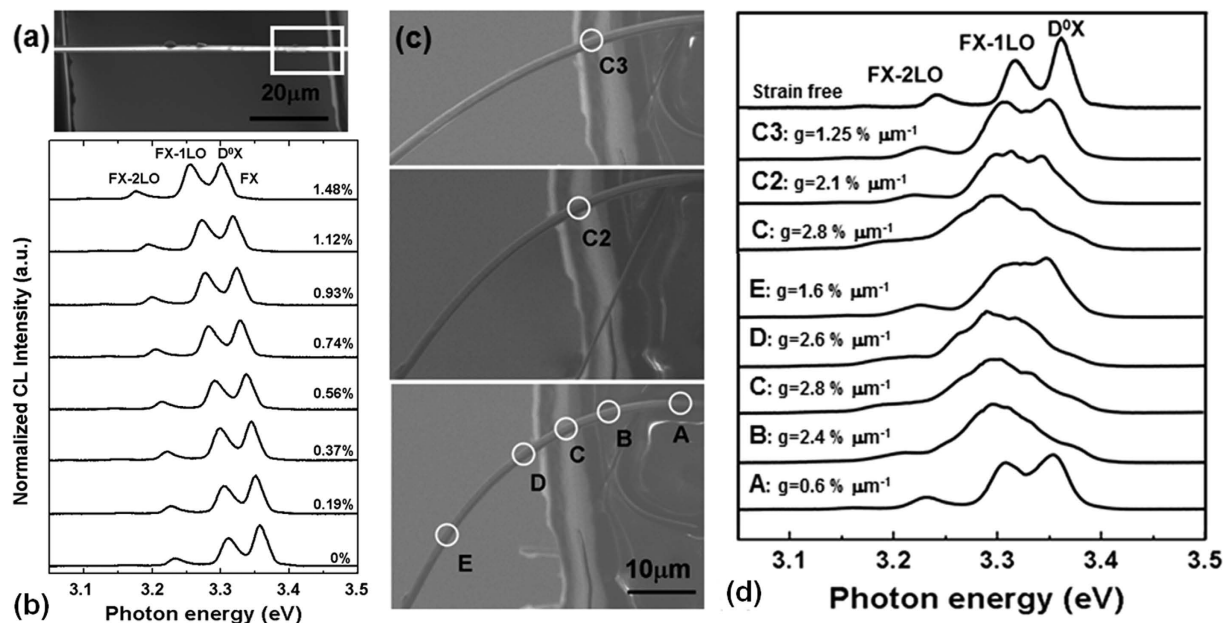 (a)
20μm
FX-1LO D⁰X
FX-2LO FX
1.48%
1.12%
0.93%
0.74%
0.56%
0.37%
0.19%
0%
Normalized CL Intensity (a.u.)
3.1 3.2 3.3 3.4 3.5
(b) Photon energy (eV)
(c)
C3
C2
A
B
C
D
E
10μm
D⁰X
FX-1LO
FX-2LO
Strain free
C3: g=1.25 % μm⁻¹
C2: g=2.1 % μm⁻¹
C: g=2.8 % μm⁻¹
E: g=1.6 % μm⁻¹
D: g=2.6 % μm⁻¹
C: g=2.8 % μm⁻¹
B: g=2.4 % μm⁻¹
A: g=0.6 % μm⁻¹
3.1 3.2 3.3 3.4 3.5
(d) Photon energy (eV)